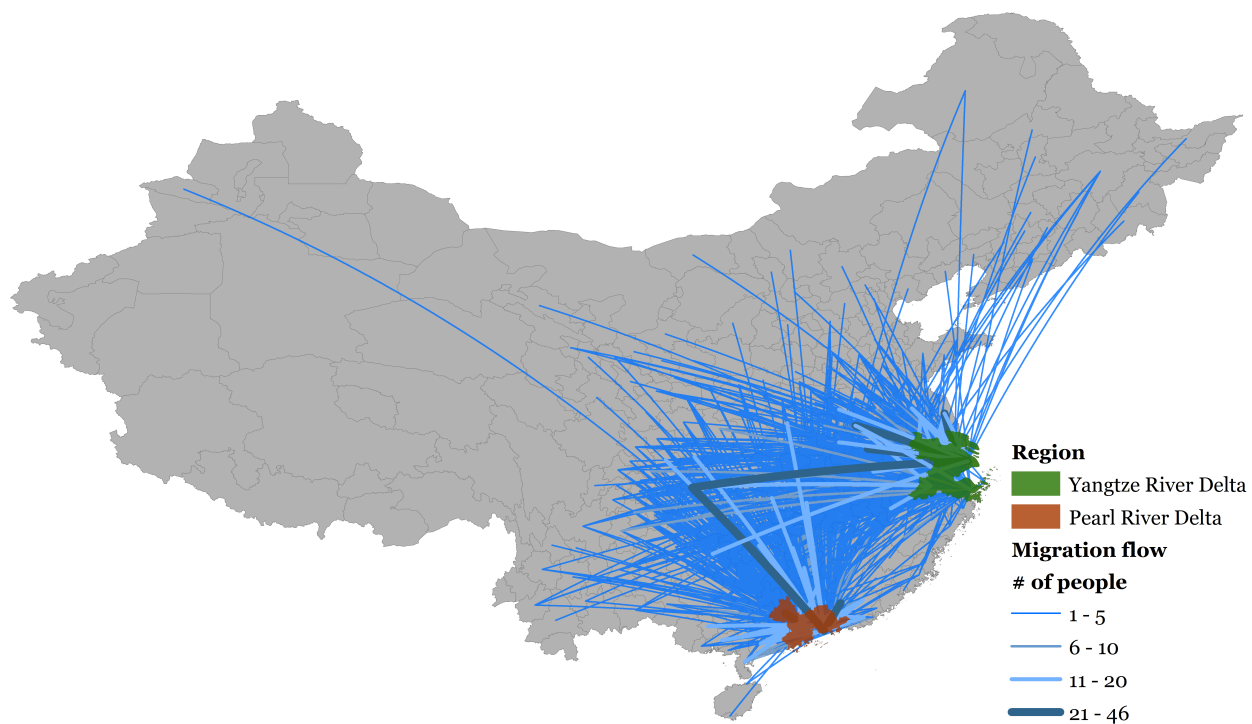 Region
Yangtze River Delta
Pearl River Delta
Migration flow
# of people
1 - 5
6 - 10
11 - 20
21 - 46